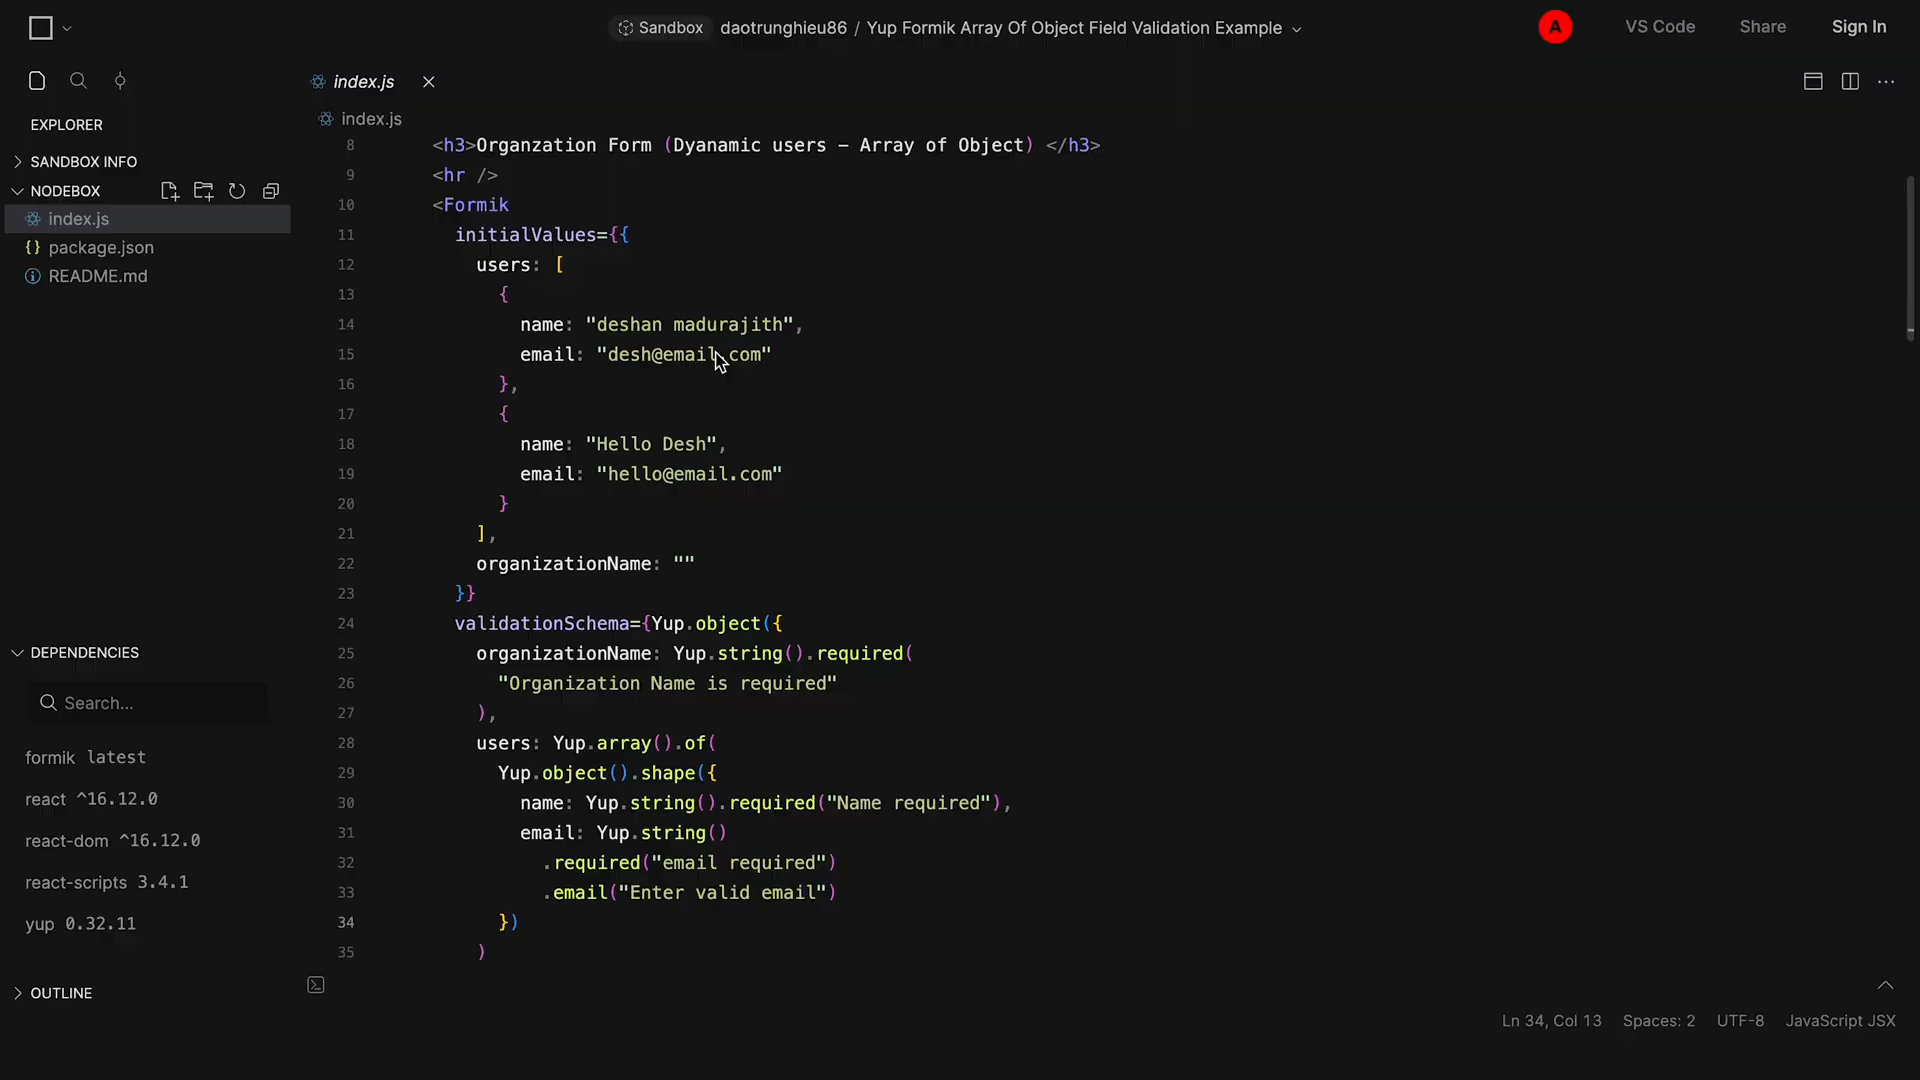 Sandbox daotrunghieu86 / Yup Formik Array Of Object Field Validation Example
A
VS Code
Share
Sign In
EXPLORER
SANDBOX INFO
NODEBOX
index.js
package.json
README.md
DEPENDENCIES
Search...
formik latest
react ^16.12.0
react-dom ^16.12.0
react-scripts 3.4.1
yup 0.32.11
OUTLINE
index.js
index.js
8 <h3>Organzation Form (Dyanamic users – Array of Object) </h3>
9 <hr />
10 <Formik
11 initialValues={{
12 users: [
13 {
14 name: "deshan madurajith",
15 email: "desh@email.com"
16 },
17 {
18 name: "Hello Desh",
19 email: "hello@email.com"
20 }
21 ],
22 organizationName: ""
23 }}
24 validationSchema={Yup.object({
25 organizationName: Yup.string().required(
26 "Organization Name is required"
27 ),
28 users: Yup.array().of(
29 Yup.object().shape({
30 name: Yup.string().required("Name required"),
31 email: Yup.string()
32 .required("email required")
33 .email("Enter valid email")
34 })
35 )
Ln 34, Col 13
Spaces: 2
UTF-8
JavaScript JSX